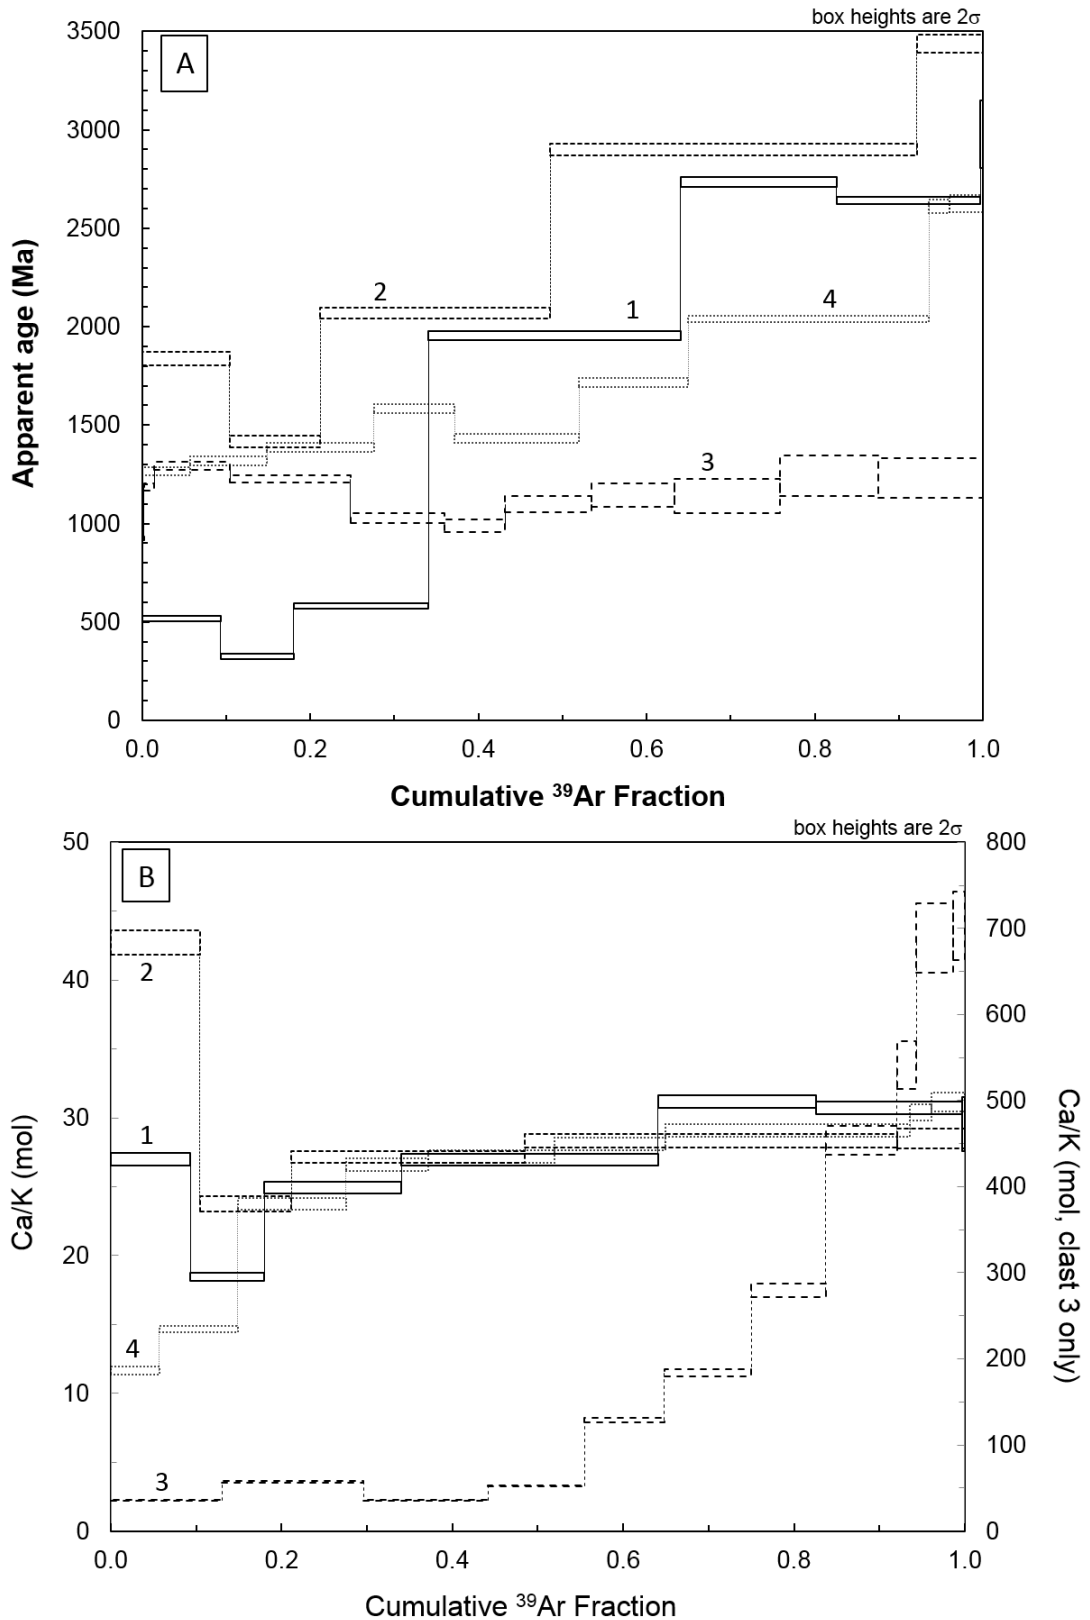 box heights are 2σ
3500
A
3000
2500
2
1
4
2000
1500
3
1000
500
0
0.0 0.2 0.4 0.6 0.8 1.0
Apparent age (Ma)
Cumulative ³⁹Ar Fraction
box heights are 2σ
50 800
B
700
2
40
600
1
30 500
400
4
20 300
200
10
3
100
0 0
0.0 0.2 0.4 0.6 0.8 1.0
Ca/K (mol)
Ca/K (mol, clast 3 only)
Cumulative ³⁹Ar Fraction